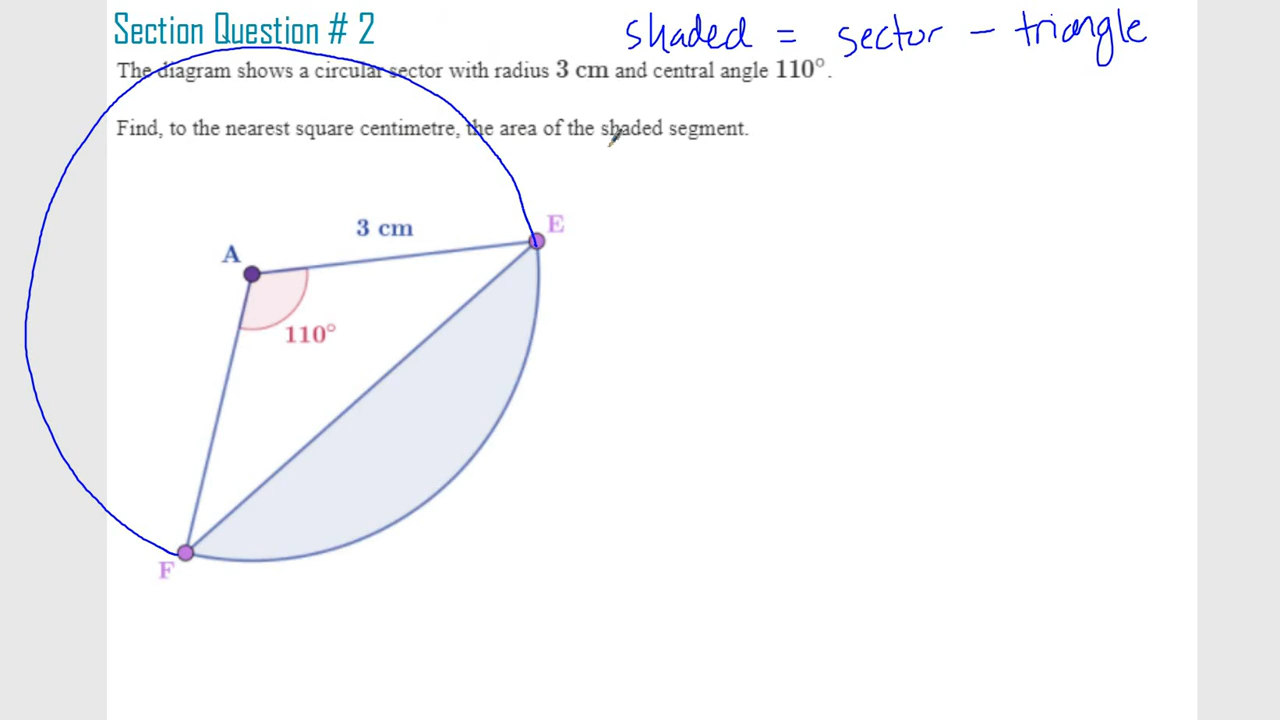 Section Question # 2
shaded = sector - triangle
The diagram shows a circular sector with radius 3 cm and central angle 110°.
Find, to the nearest square centimetre, the area of the shaded segment.
E
3 cm
A
110°
F